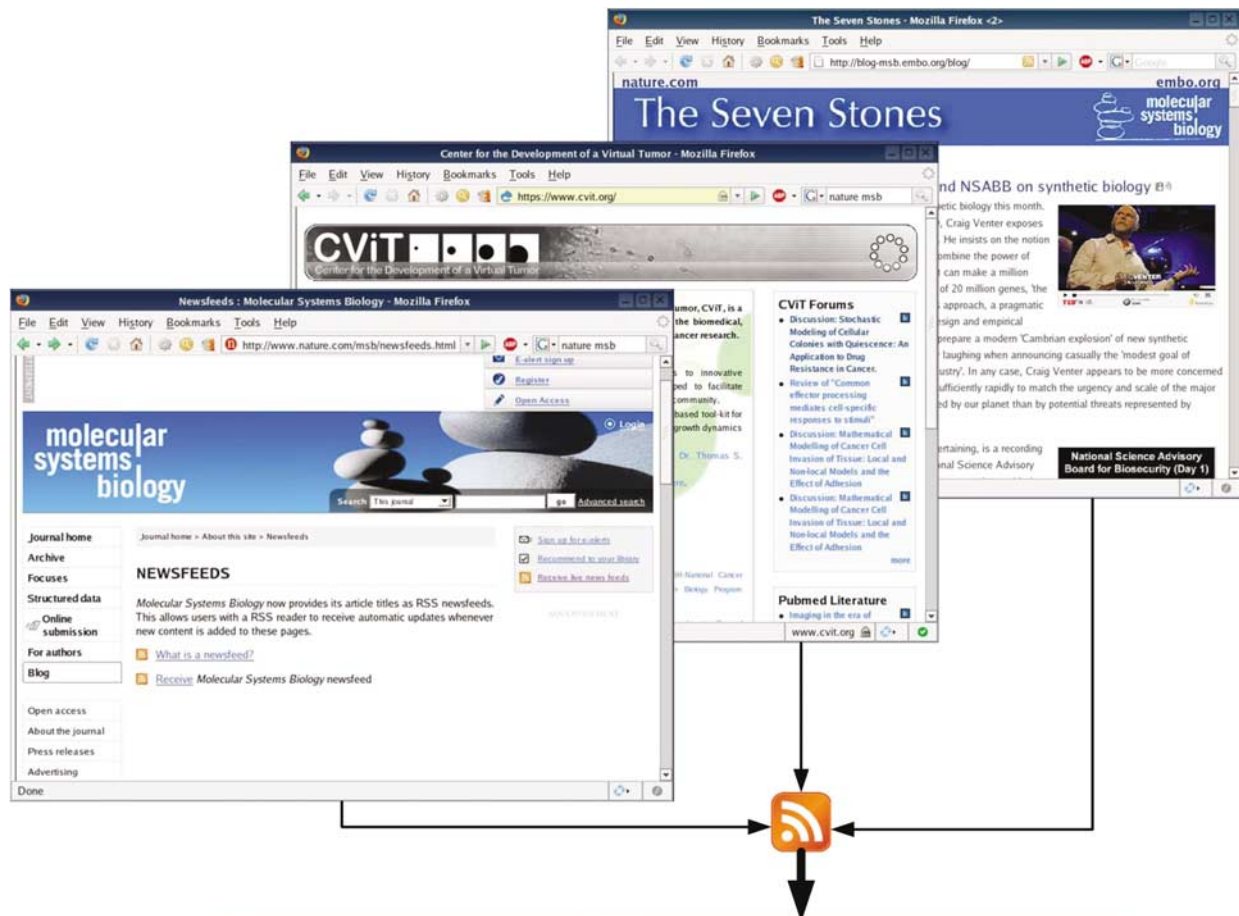 The Seven Stones - Mozilla Firefox <2>
File Edit View History Bookmarks Tools Help
http://blog-msb.embo.org/blog/
Google
nature.com embo.org
The Seven Stones
molecular
systems
biology
nd NSABB on synthetic biology
etic biology this month.
, Craig Venter exposes
. He insists on the notion
ombine the power of
t can make a million
of 20 million genes, 'the
s approach, a pragmatic
esign and empirical
prepare a modern 'Cambrian explosion' of new synthetic
r laughing when announcing casually the 'modest goal of
ustry'. In any case, Craig Venter appears to be more concerned
ufficiently rapidly to match the urgency and scale of the major
ed by our planet than by potential threats represented by
ertaining, is a recording
nal Science Advisory
National Science Advisory
Board for Biosecurity (Day 1)
Center for the Development of a Virtual Tumor - Mozilla Firefox
File Edit View History Bookmarks Tools Help
https://www.cvit.org/
nature msb
CViT
Center for the Development of a Virtual Tumor
umor, CViT, is a
the biomedical,
ancer research.
s to innovative
ped to facilitate
ommunity.
based tool-kit for
growth dynamics
Dr. Thomas S.
National Cancer
Biology Program
CViT Forums
Discussion: Stochastic
Modeling of Cellular
Colonies with Quiescence: An
Application to Drug
Resistance in Cancer.
Review of "Common
effector processing
mediates cell-specific
responses to stimuli"
Discussion: Mathematical
Modelling of Cancer Cell
Invasion of Tissue: Local and
Non-local Models and the
Effect of Adhesion
Discussion: Mathematical
Modelling of Cancer Cell
Invasion of Tissue: Local and
Non-local Models and the
Effect of Adhesion
more
Pubmed Literature
Imaging in the era of
www.cvit.org
Newsfeeds : Molecular Systems Biology - Mozilla Firefox
File Edit View History Bookmarks Tools Help
http://www.nature.com/msb/newsfeeds.html
nature msb
E-alert sign up
Register
Open Access
molecular
systems
biology
Login
Search This journal go Advanced search
Journal home
Archive
Focuses
Structured data
Online
submission
For authors
Blog
Open access
About the journal
Press releases
Advertising
Journal home > About this site > Newsfeeds
NEWSFEEDS
Molecular Systems Biology now provides its article titles as RSS newsfeeds.
This allows users with a RSS reader to receive automatic updates whenever
new content is added to these pages.
What is a newsfeed?
Receive Molecular Systems Biology newsfeed
Sign up for e-alerts
Recommend to your library
Receive live news feeds
ADVERTISEMENT
Done